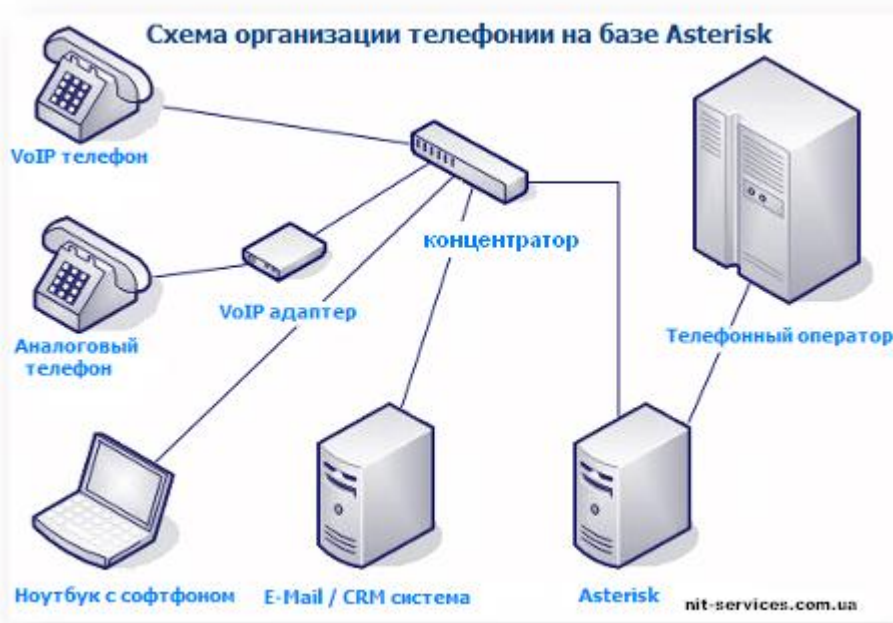 Схема организации телефонии на базе Asterisk
VoIP телефон
концентратор
VoIP адаптер
Аналоговый
телефон
Телефонный оператор
Ноутбук с софтфоном
E-Mail / CRM система
Asterisk
nit-services.com.ua